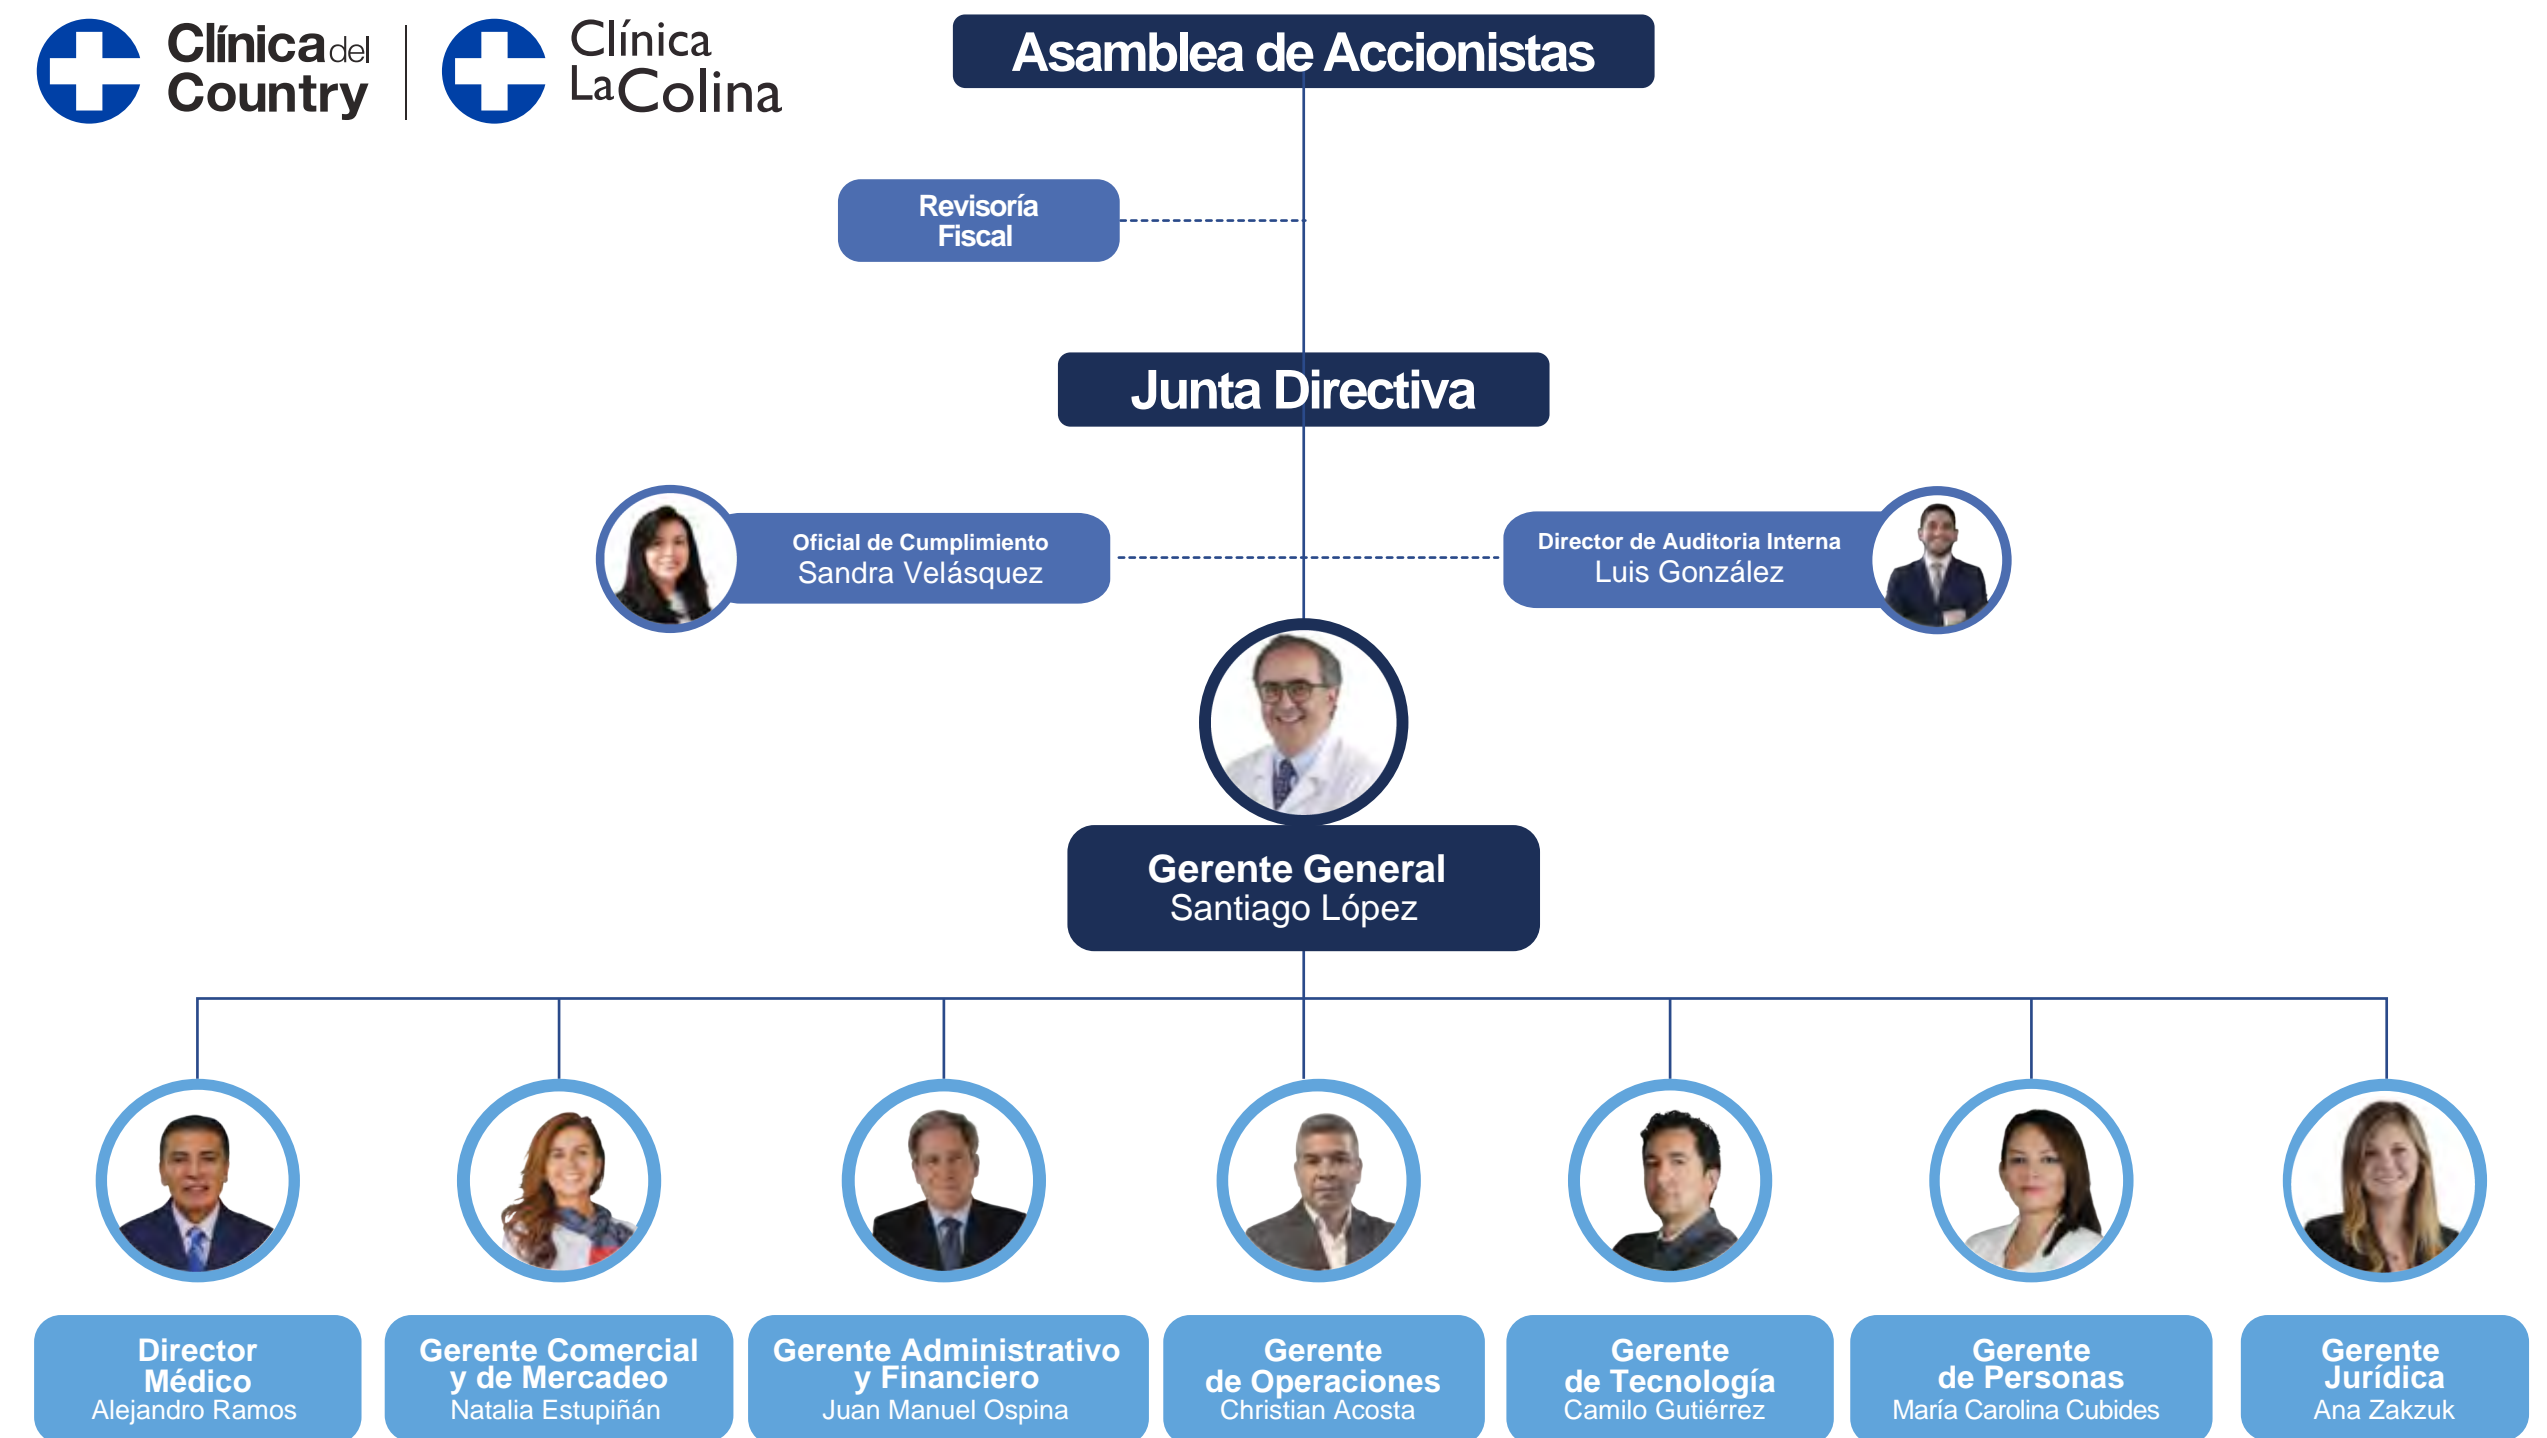 Clínica del
Country
Clínica
La Colina
Asamblea de Accionistas
Revisoría
Fiscal
Junta Directiva
Oficial de Cumplimiento
Sandra Velásquez
Director de Auditoria Interna
Luis González
Gerente General
Santiago López
Director
Médico
Alejandro Ramos
Gerente Comercial
y de Mercadeo
Natalia Estupiñán
Gerente Administrativo
y Financiero
Juan Manuel Ospina
Gerente
de Operaciones
Christian Acosta
Gerente
de Tecnología
Camilo Gutiérrez
Gerente
de Personas
María Carolina Cubides
Gerente
Jurídica
Ana Zakzuk